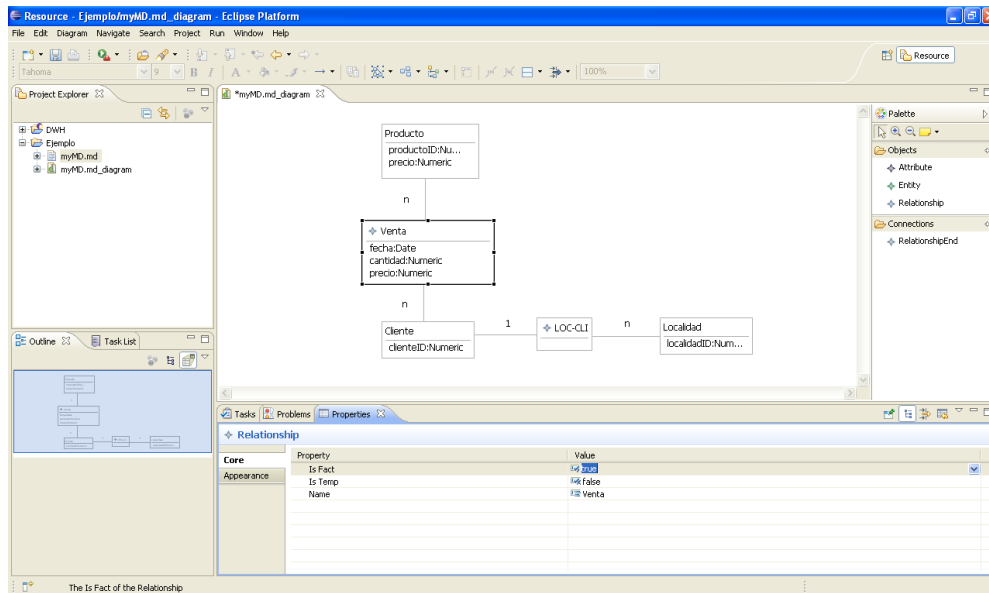 Resource - Ejemplo/myMD.md_diagram - Eclipse Platform
File Edit Diagram Navigate Search Project Run Window Help
Resource
Tahoma 9 B I A 100%
Project Explorer
DWH
Ejemplo
myMD.md
myMD.md_diagram
*myMD.md_diagram
Producto
productoID:Nu...
precio:Numeric
n
Venta
fecha:Date
cantidad:Numeric
precio:Numeric
n
Cliente
clienteID:Numeric
1
LOC-CLI
n
Localidad
localidadID:Num...
Palette
Objects
Attribute
Entity
Relationship
Connections
RelationshipEnd
Outline Task List
Tasks Problems Properties
Relationship
Core
Appearance
Property Value
Is Fact true
Is Temp false
Name Venta
The Is Fact of the Relationship